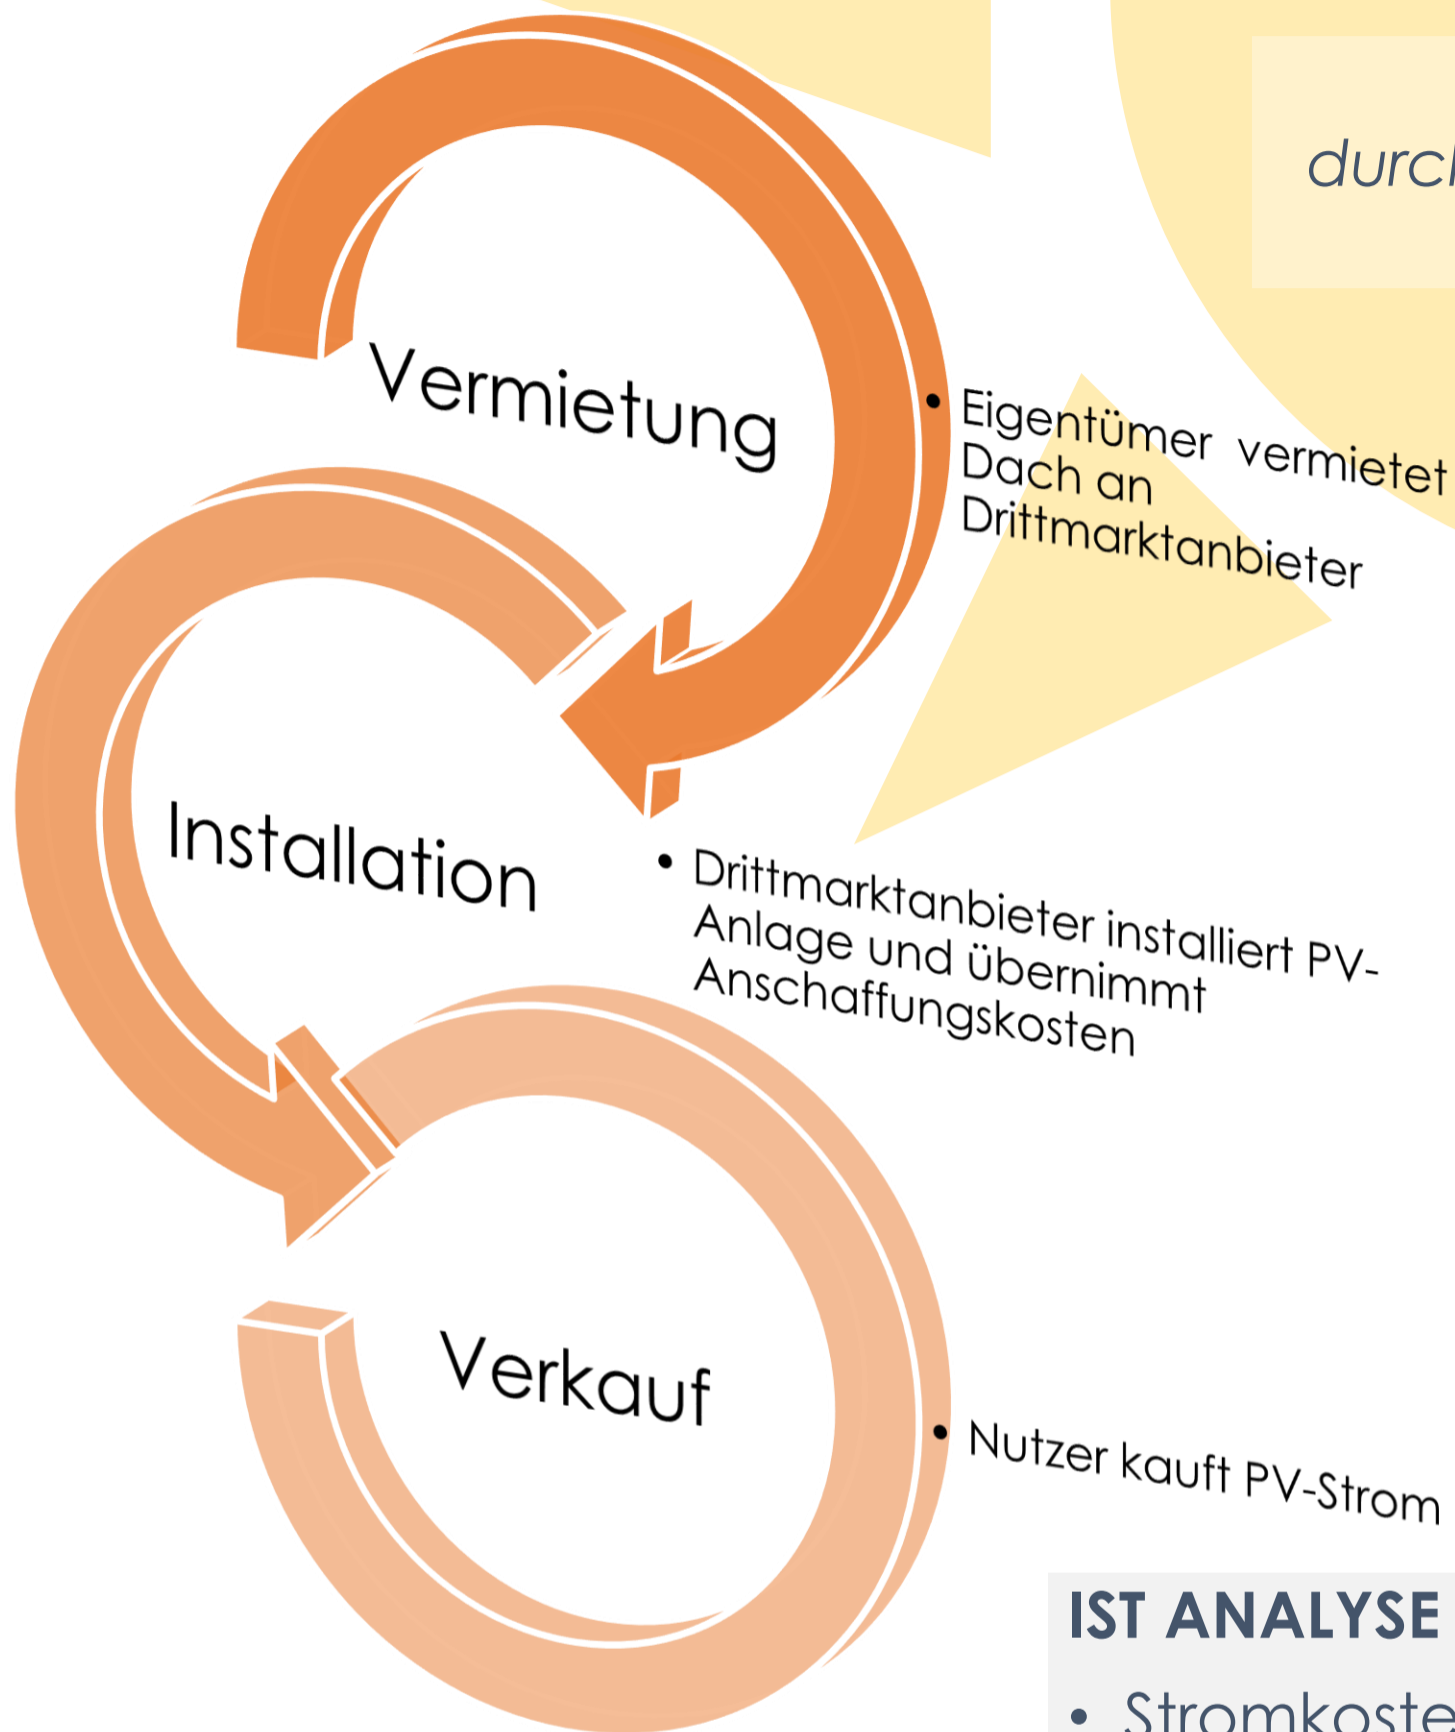 Vermietung
• Eigentümer vermietet
Dach an
Drittmarktanbieter
Installation
• Drittmarktanbieter installiert PV-
Anlage und übernimmt
Anschaffungskosten
Verkauf
• Nutzer kauft PV-Strom
IST ANALYSE